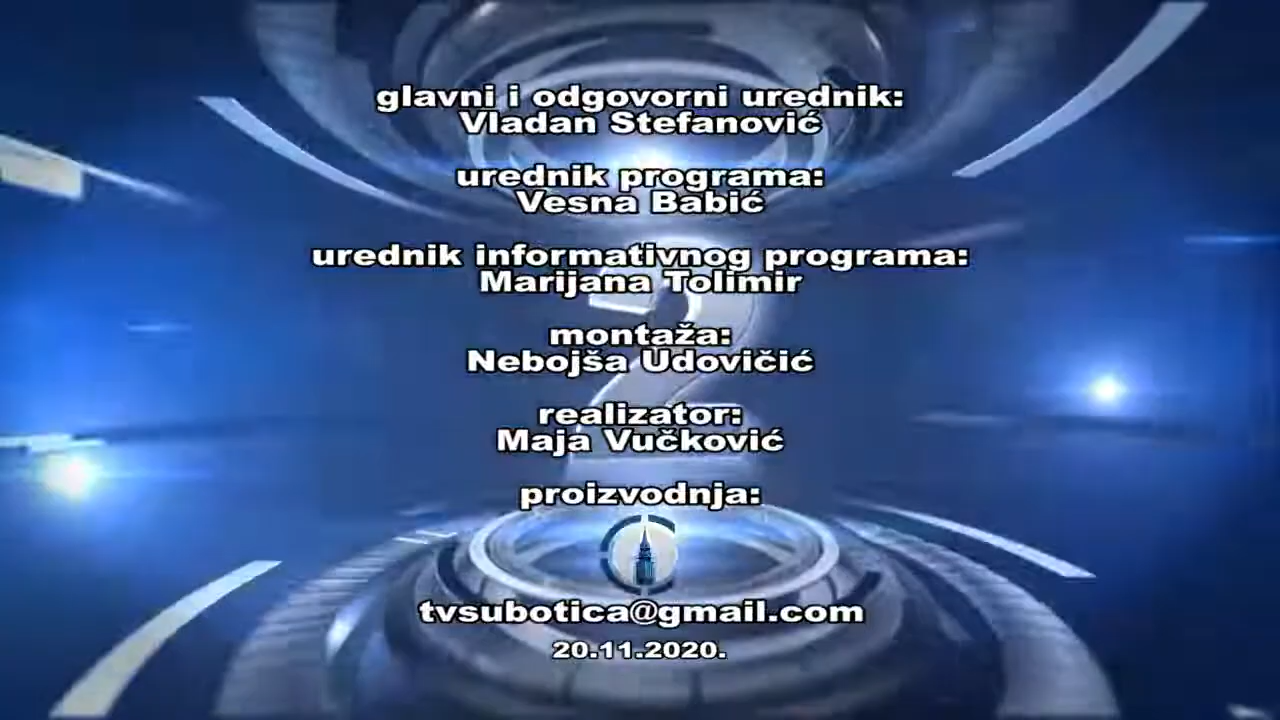 glavni i odgovorni urednik:
Vladan Stefanović
urednik programa:
Vesna Babić
urednik informativnog programa:
Marijana Tolimir
montaža:
Nebojša Udovičić
realizator:
Maja Vučković
proizvodnja:
tvsubotica@gmail.com
20.11.2020.
2